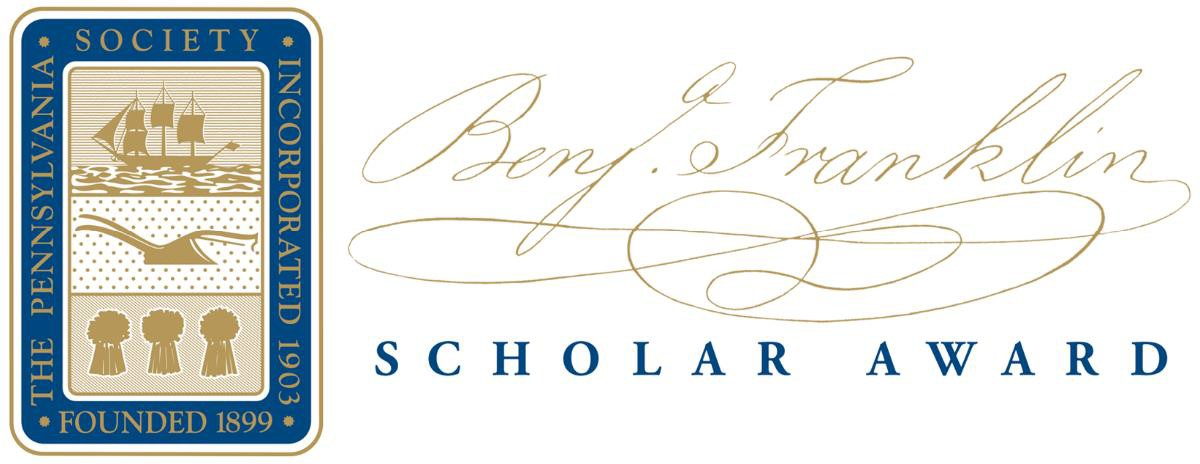 THE PENNSYLVANIA
SOCIETY
INCORPORATED 1903
FOUNDED 1899
Benj. a Franklin
SCHOLAR AWARD